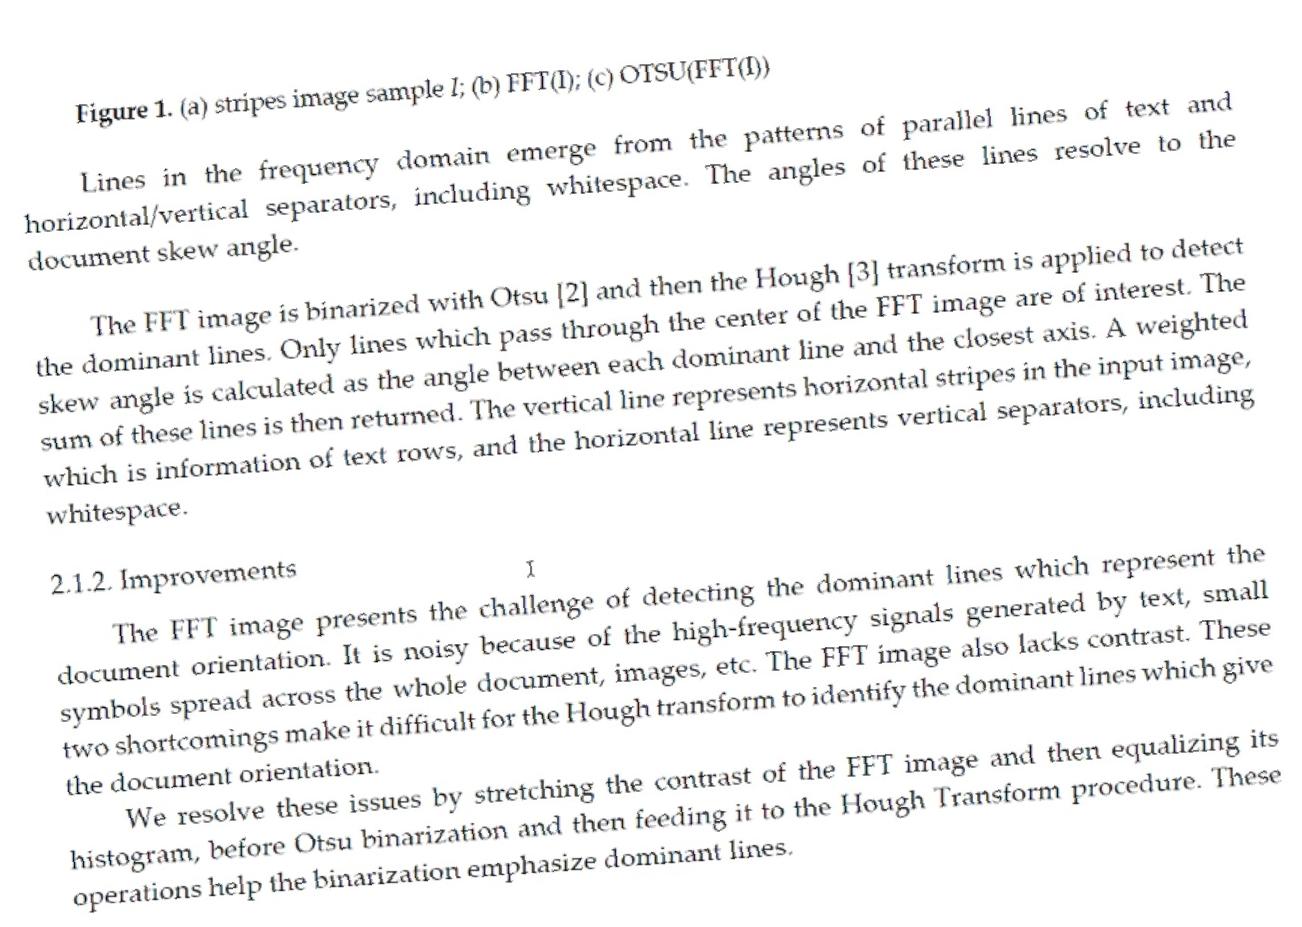 Figure 1. (a) stripes image sample I; (b) FFT(I); (c) OTSU(FFT(I))
Lines in the frequency domain emerge from the patterns of parallel lines of text and
horizontal/vertical separators, including whitespace. The angles of these lines resolve to the
document skew angle.
The FFT image is binarized with Otsu [2] and then the Hough [3] transform is applied to detect
the dominant lines. Only lines which pass through the center of the FFT image are of interest. The
skew angle is calculated as the angle between each dominant line and the closest axis. A weighted
sum of these lines is then returned. The vertical line represents horizontal stripes in the input image,
which is information of text rows, and the horizontal line represents vertical separators, including
whitespace.
2.1.2. Improvements
The FFT image presents the challenge of detecting the dominant lines which represent the
document orientation. It is noisy because of the high-frequency signals generated by text, small
symbols spread across the whole document, images, etc. The FFT image also lacks contrast. These
two shortcomings make it difficult for the Hough transform to identify the dominant lines which give
the document orientation.
We resolve these issues by stretching the contrast of the FFT image and then equalizing its
histogram, before Otsu binarization and then feeding it to the Hough Transform procedure. These
operations help the binarization emphasize dominant lines.